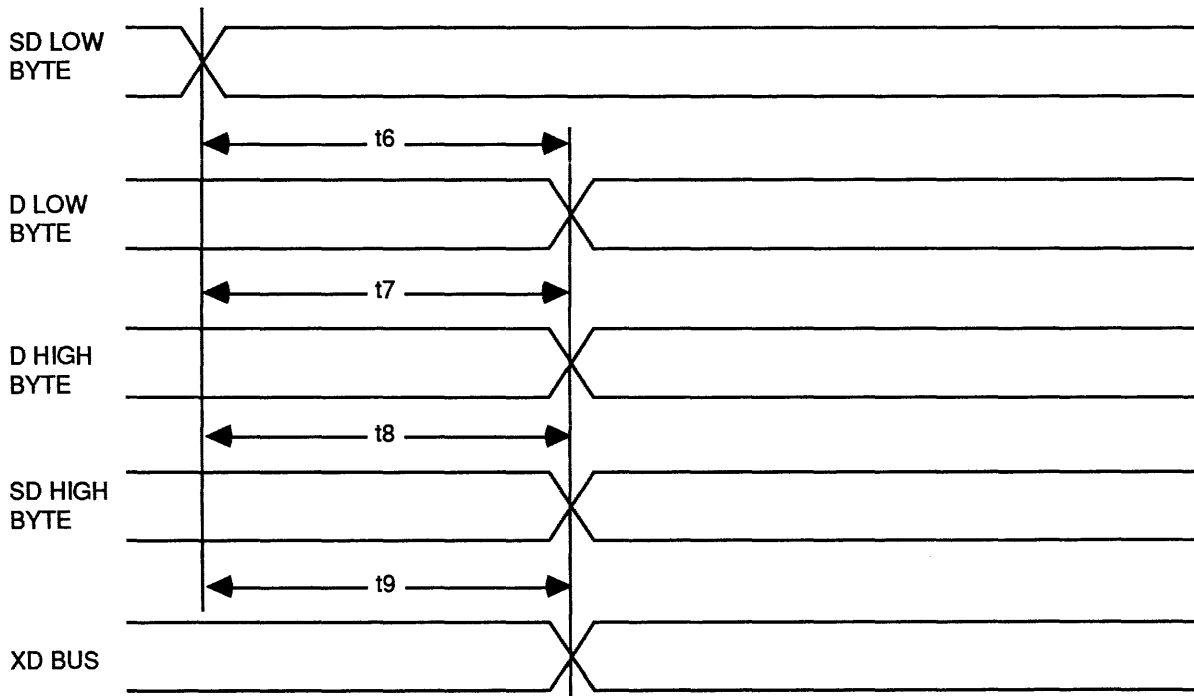 SD LOW
BYTE
t6
D LOW
BYTE
t7
D HIGH
BYTE
t8
SD HIGH
BYTE
t9
XD BUS